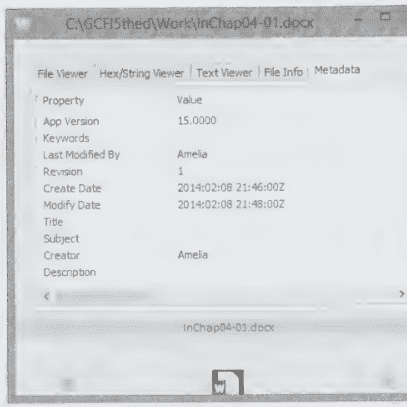 C:\GCFI5thed\Work\InChap04-01.docx
File Viewer Hex/String Viewer Text Viewer File Info Metadata
Property Value
App Version 15.0000
Keywords
Last Modified By Amelia
Revision 1
Create Date 2014:02:08 21:46:00Z
Modify Date 2014:02:08 21:48:00Z
Title
Subject
Creator Amelia
Description
InChap04-01.docx
W